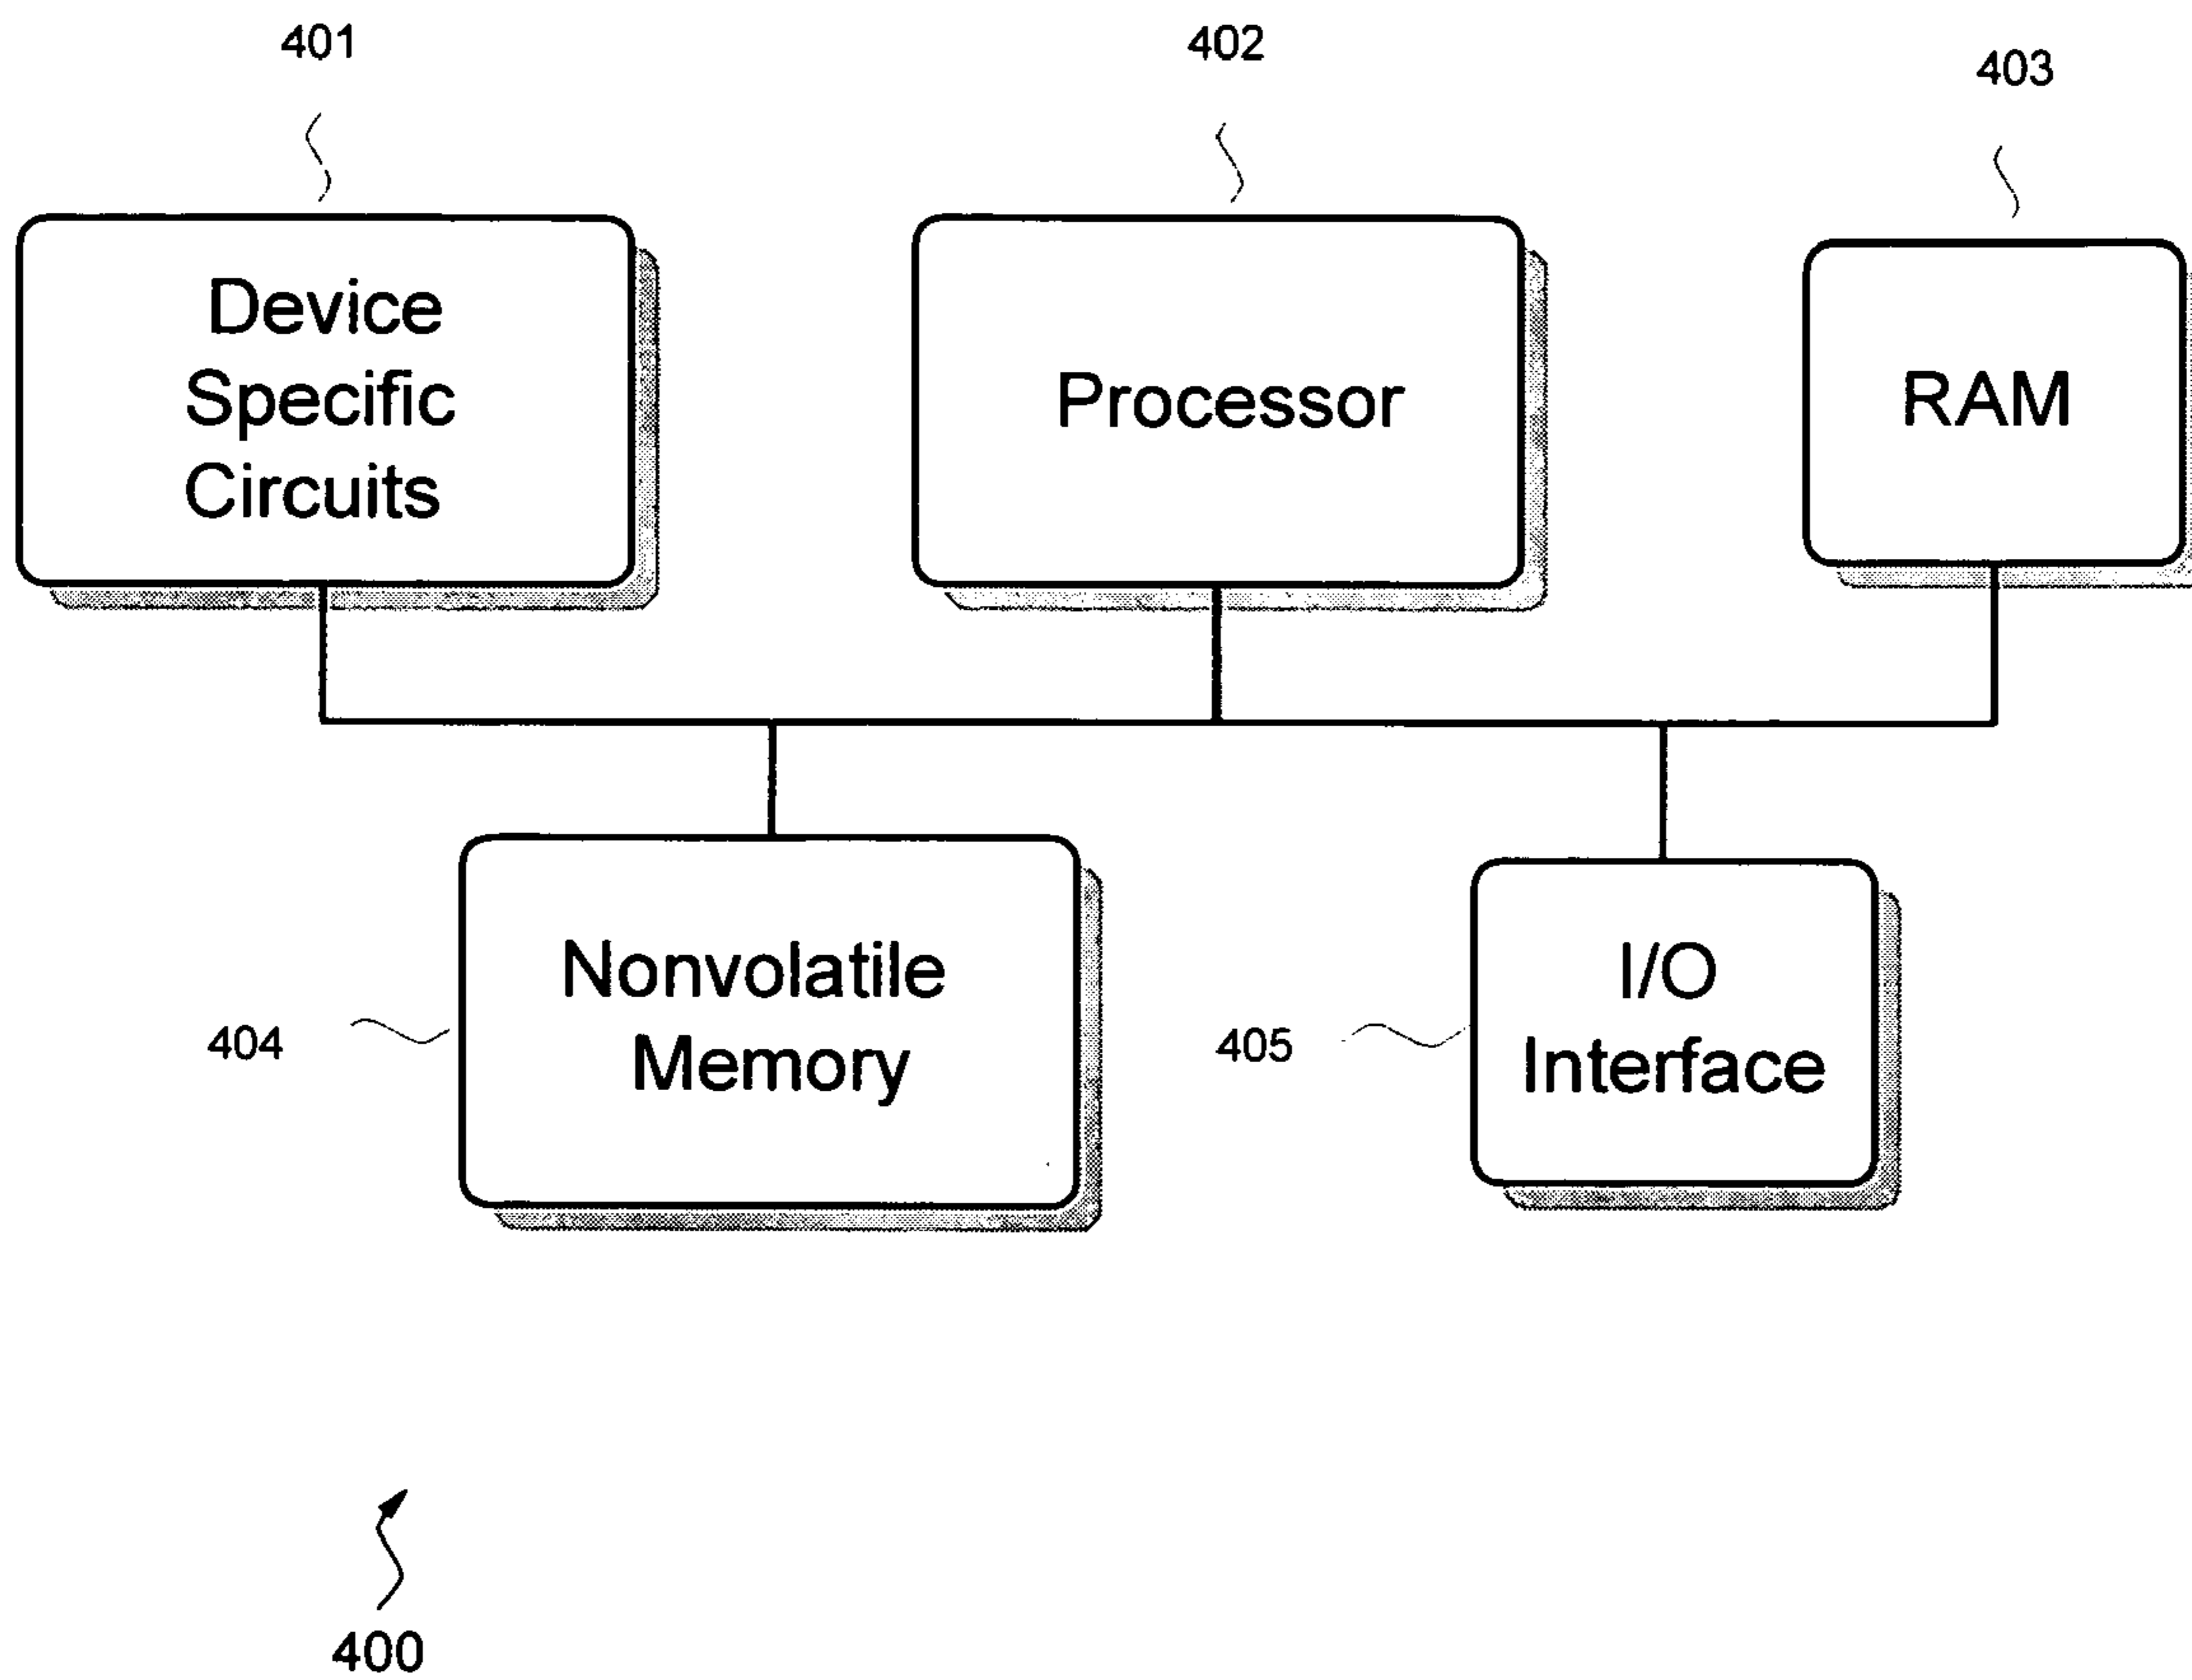 401
402
403
Device
Specific
Circuits
Processor
RAM
Nonvolatile
Memory
404
I/O
Interface
405
400